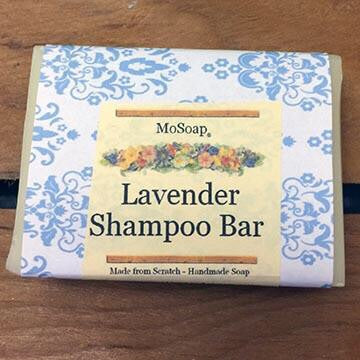 MoSoap®
Lavender
Shampoo Bar
Made from Scratch - Handmade Soap